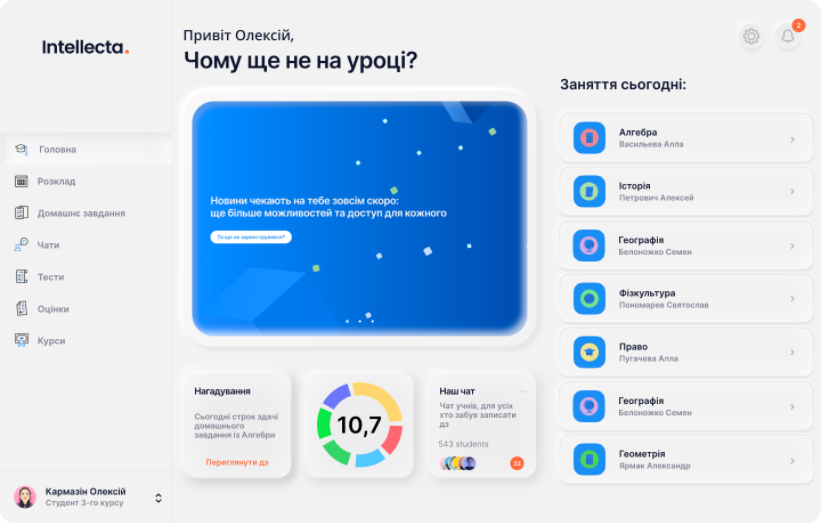 Intellecta.
Головна
Розклад
Домашнє завдання
Чати
Тести
Оцінки
Курси
Кармазін Олексій
Студент 3-го курсу
Привіт Олексій,
Чому ще не на уроці?
2
Новини чекають на тебе зовсім скоро:
ще більше можливостей та доступ для кожного
Ти ще не зареєструвався?
Нагадування
Сьогодні строк здачі
домашнього
завдання із Алгебри
Переглянути дз
10,7
Наш чат
Чат учнів, для усіх
хто забув записати
дз
543 students
22
Заняття сьогодні:
Алгебра
Васильева Алла
Історія
Петрович Алексей
Географія
Белоножко Семен
Фізкультура
Пономарев Святослав
Право
Пугачева Алла
Географія
Белоножко Семен
Геометрія
Ярмак Александр